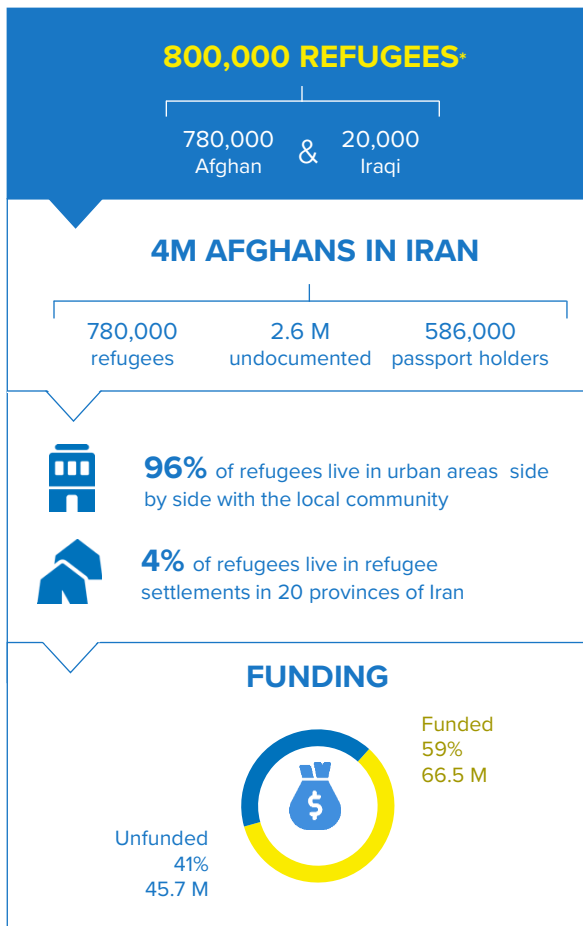 800,000 REFUGEES*
780,000
Afghan
&
20,000
Iraqi
4M AFGHANS IN IRAN
780,000
refugees
2.6 M
undocumented
586,000
passport holders
96% of refugees live in urban areas side
by side with the local community
4% of refugees live in refugee
settlements in 20 provinces of Iran
FUNDING
Funded
59%
66.5 M
$
Unfunded
41%
45.7 M